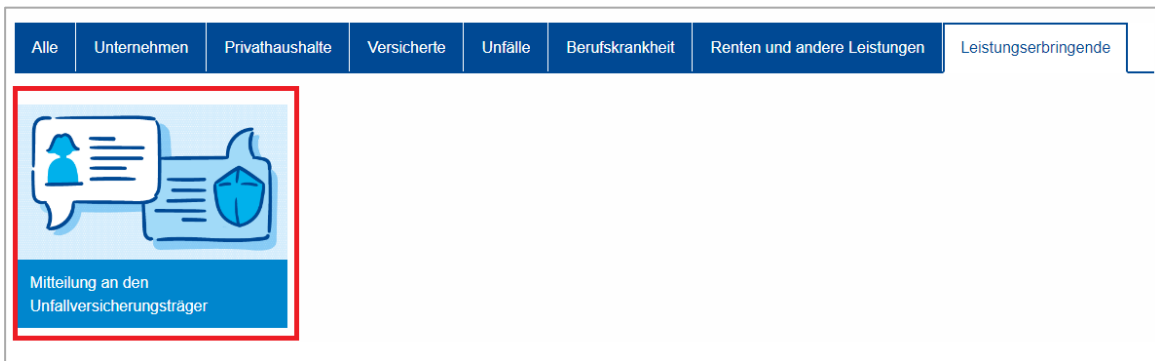 Alle Unternehmen Privathaushalte Versicherte Unfälle Berufskrankheit Renten und andere Leistungen Leistungserbringende
Mitteilung an den
Unfallversicherungsträger